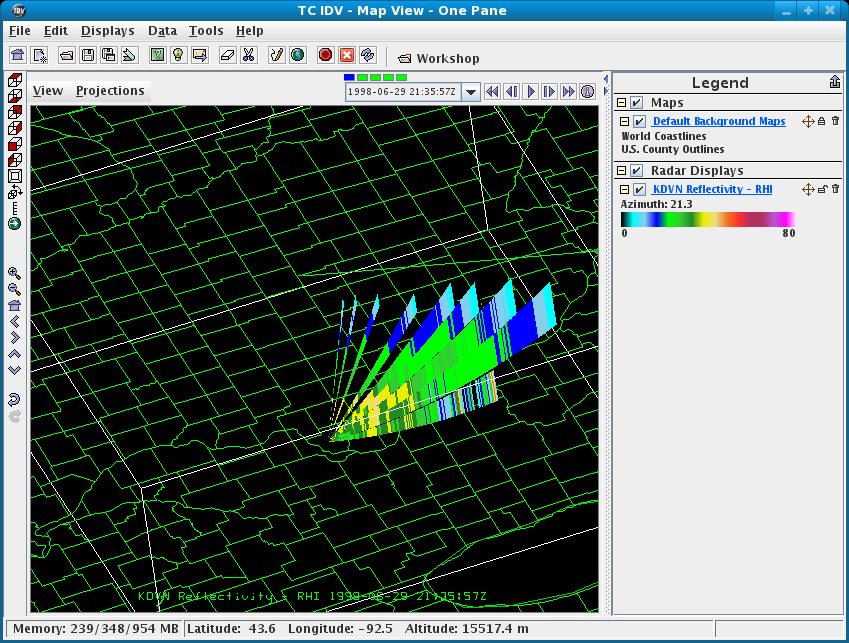 IDV
TC IDV - Map View - One Pane
File Edit Displays Data Tools Help
Workshop
View Projections
1998-06-29 21:35:57Z
KDVN Reflectivity - RHI 1998-06-29 21:35:57Z
Legend
Maps
Default Background Maps
World Coastlines
U.S. County Outlines
Radar Displays
KDVN Reflectivity - RHI
Azimuth: 21.3
0 80
Memory: 239/348/954 MB Latitude: 43.6 Longitude: -92.5 Altitude: 15517.4 m